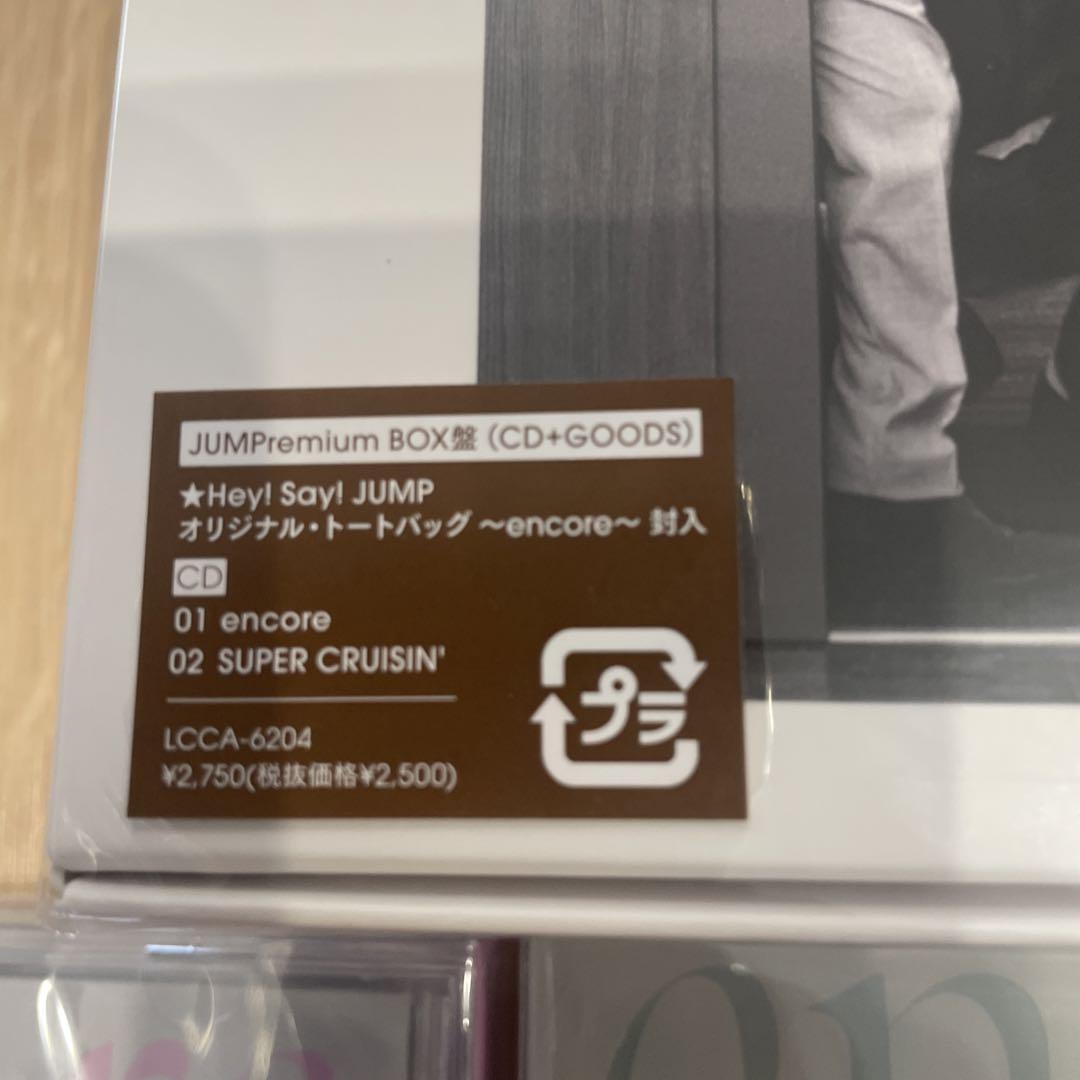 JUMPremium BOX盤 (CD+GOODS)
★Hey! Say! JUMP
オリジナル・トートバッグ 〜encore〜 封入
CD
01 encore
02 SUPER CRUISIN'
プラ
LCCA-6204
¥2,750(税抜価格¥2,500)
on